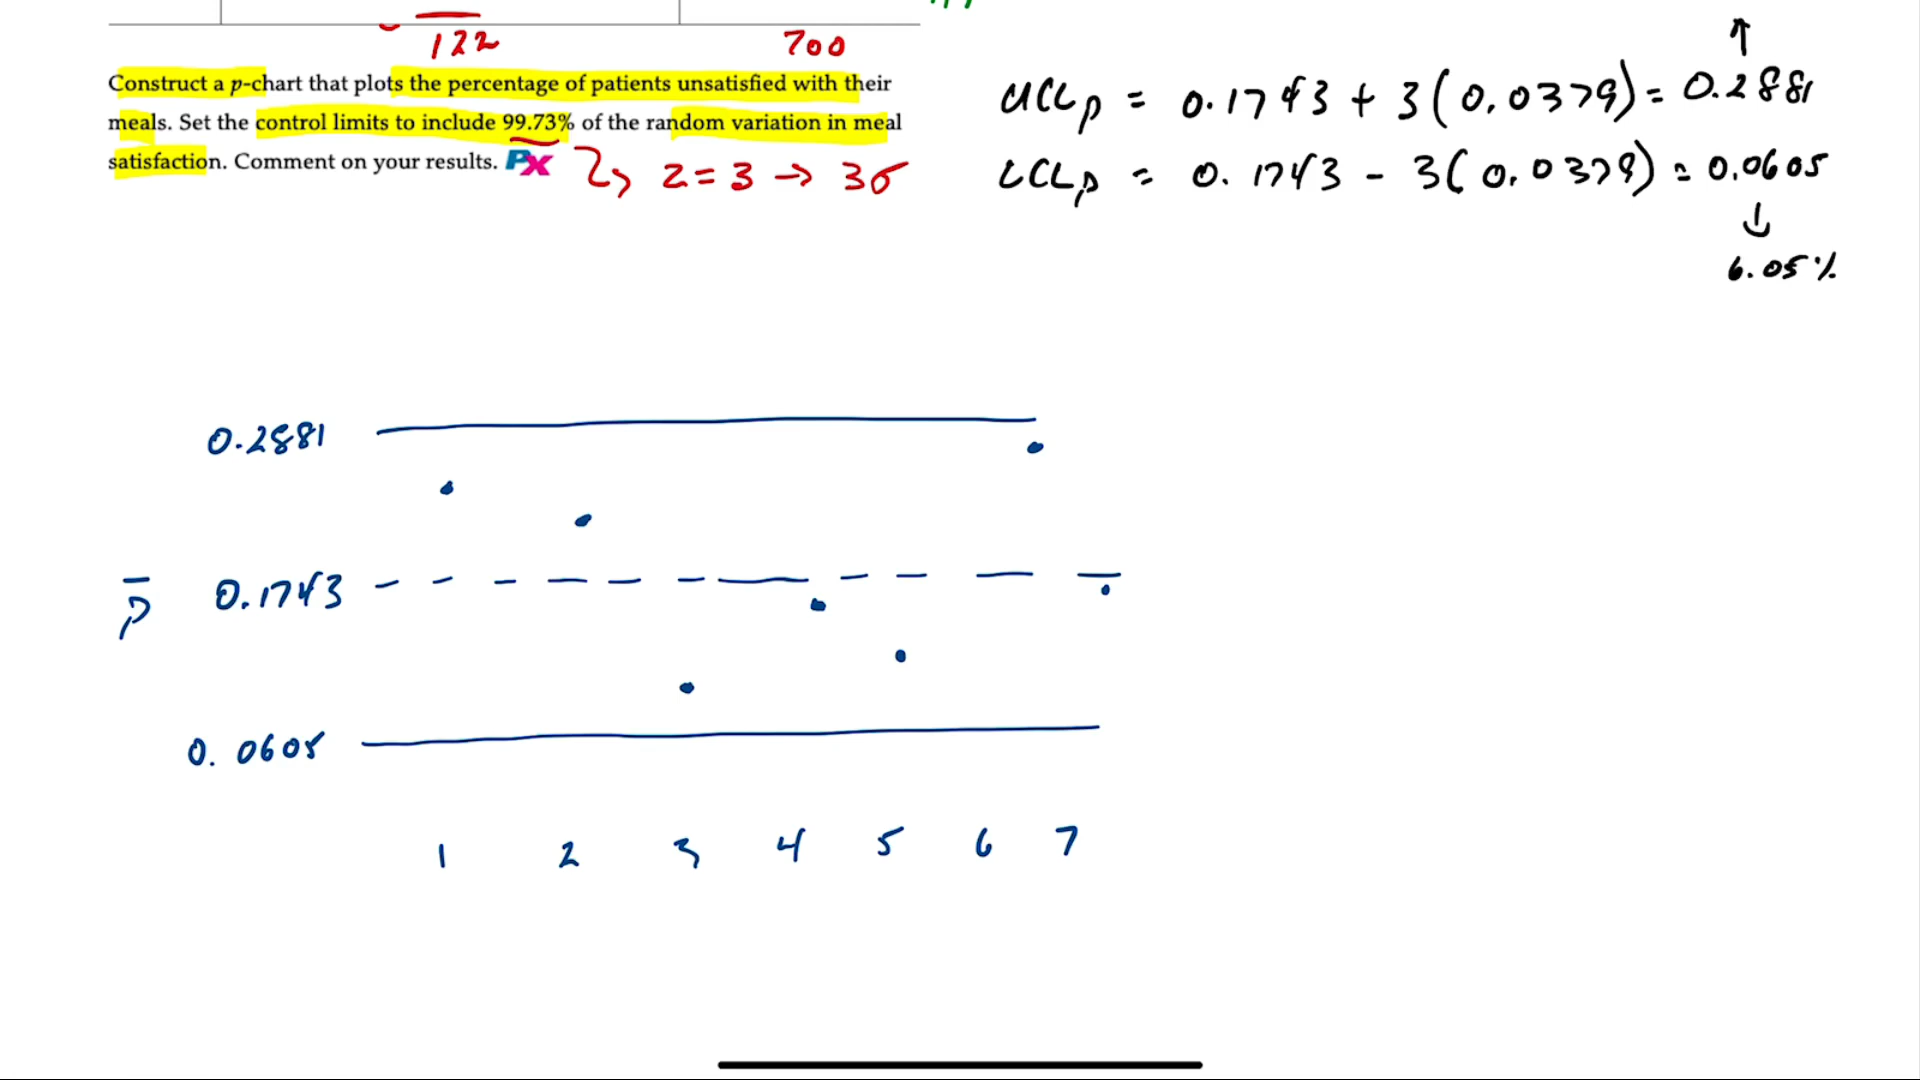 122 700
Construct a p-chart that plots the percentage of patients unsatisfied with their
meals. Set the control limits to include 99.73% of the random variation in meal
satisfaction. Comment on your results. PX
z = 3 → 3σ
UCLp = 0.1743 + 3(0.0379) = 0.2881
LCLp = 0.1743 - 3(0.0379) = 0.0605
6.05%
0.2881
p̄ 0.1743
0.0605
1 2 3 4 5 6 7